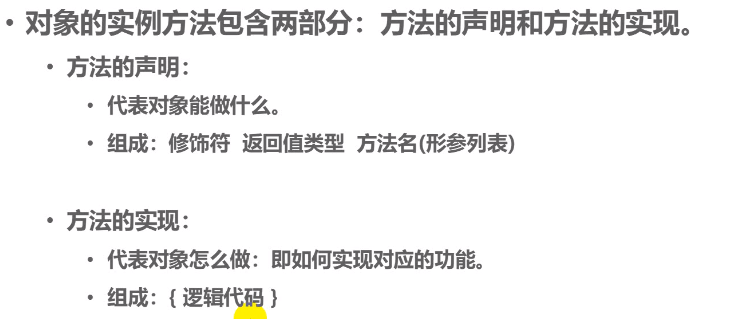 • 对象的实例方法包含两部分：方法的声明和方法的实现。
• 方法的声明：
• 代表对象能做什么。
• 组成：修饰符 返回值类型 方法名(形参列表)
• 方法的实现：
• 代表对象怎么做：即如何实现对应的功能。
• 组成：{ 逻辑代码 }